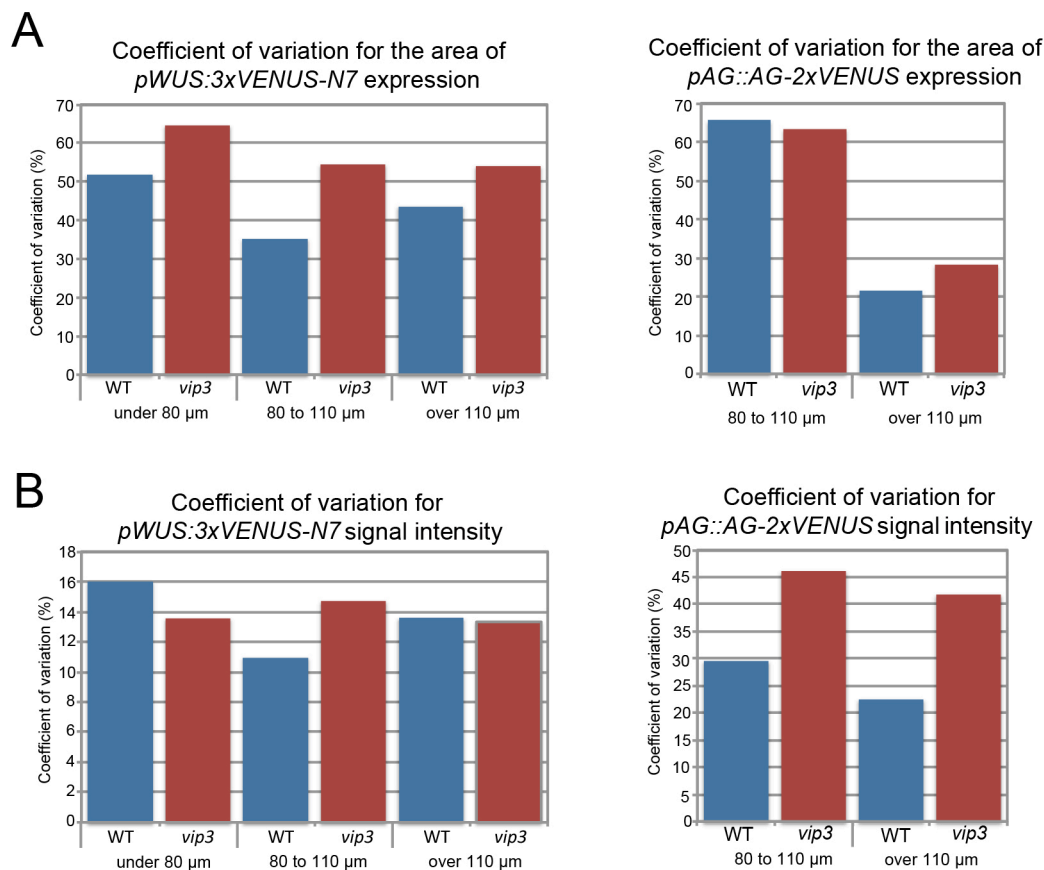 A
Coefficient of variation for the area of
pWUS:3xVENUS-N7 expression
Coefficient of variation (%)
70
60
50
40
30
20
10
0
WT vip3 WT vip3 WT vip3
under 80 µm 80 to 110 µm over 110 µm
Coefficient of variation for the area of
pAG::AG-2xVENUS expression
Coefficient of variation (%)
70
60
50
40
30
20
10
0
WT vip3 WT vip3
80 to 110 µm over 110 µm
B
Coefficient of variation for
pWUS:3xVENUS-N7 signal intensity
Coefficient of variation (%)
18
16
14
12
10
8
6
4
2
0
WT vip3 WT vip3 WT vip3
under 80 µm 80 to 110 µm over 110 µm
Coefficient of variation for
pAG::AG-2xVENUS signal intensity
Coefficient of variation (%)
50
45
40
35
30
25
20
15
10
5
0
WT vip3 WT vip3
80 to 110 µm over 110 µm